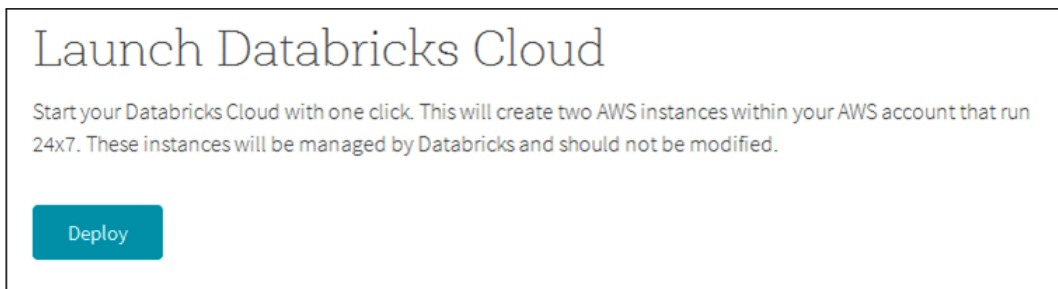 Launch Databricks Cloud
Start your Databricks Cloud with one click. This will create two AWS instances within your AWS account that run
24x7. These instances will be managed by Databricks and should not be modified.
Deploy